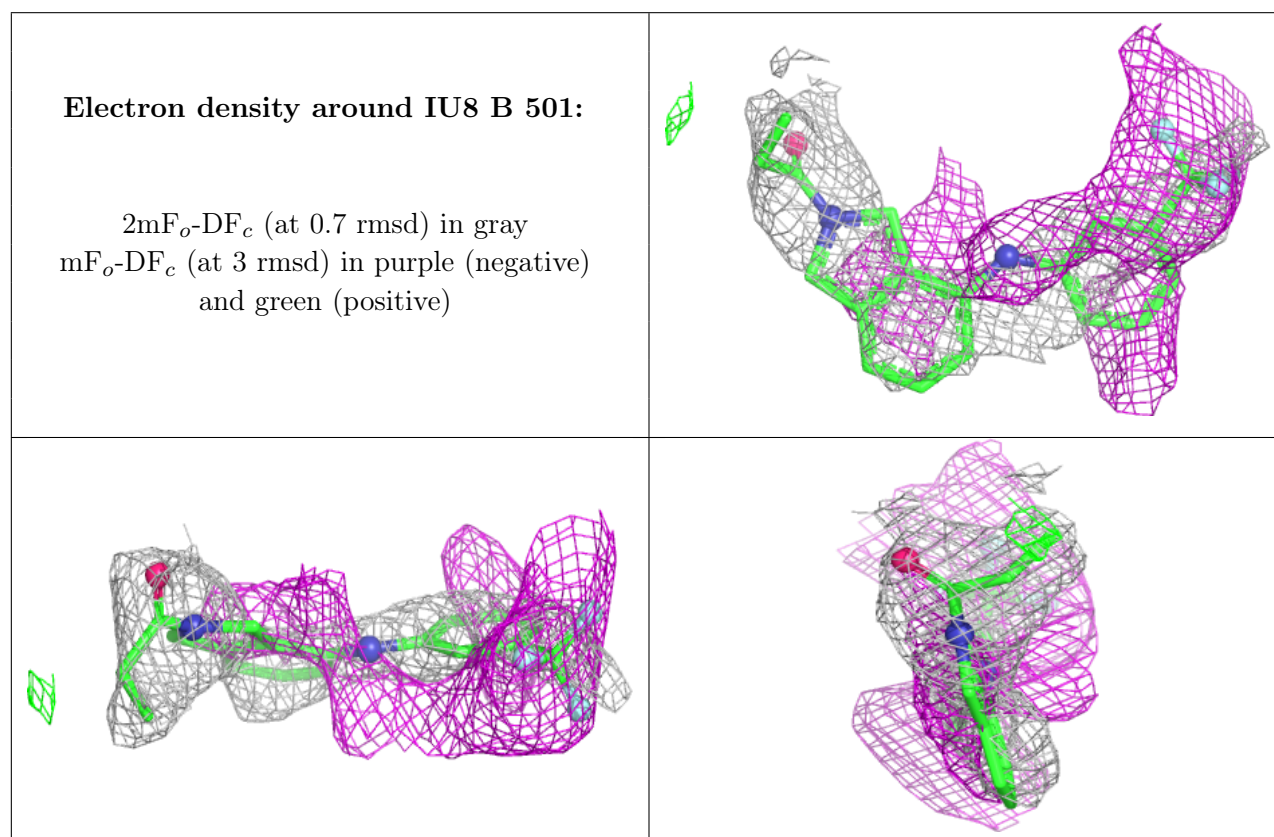 Electron density around IU8 B 501:
2mFₒ-DF𝑐 (at 0.7 rmsd) in gray
mFₒ-DF𝑐 (at 3 rmsd) in purple (negative)
and green (positive)